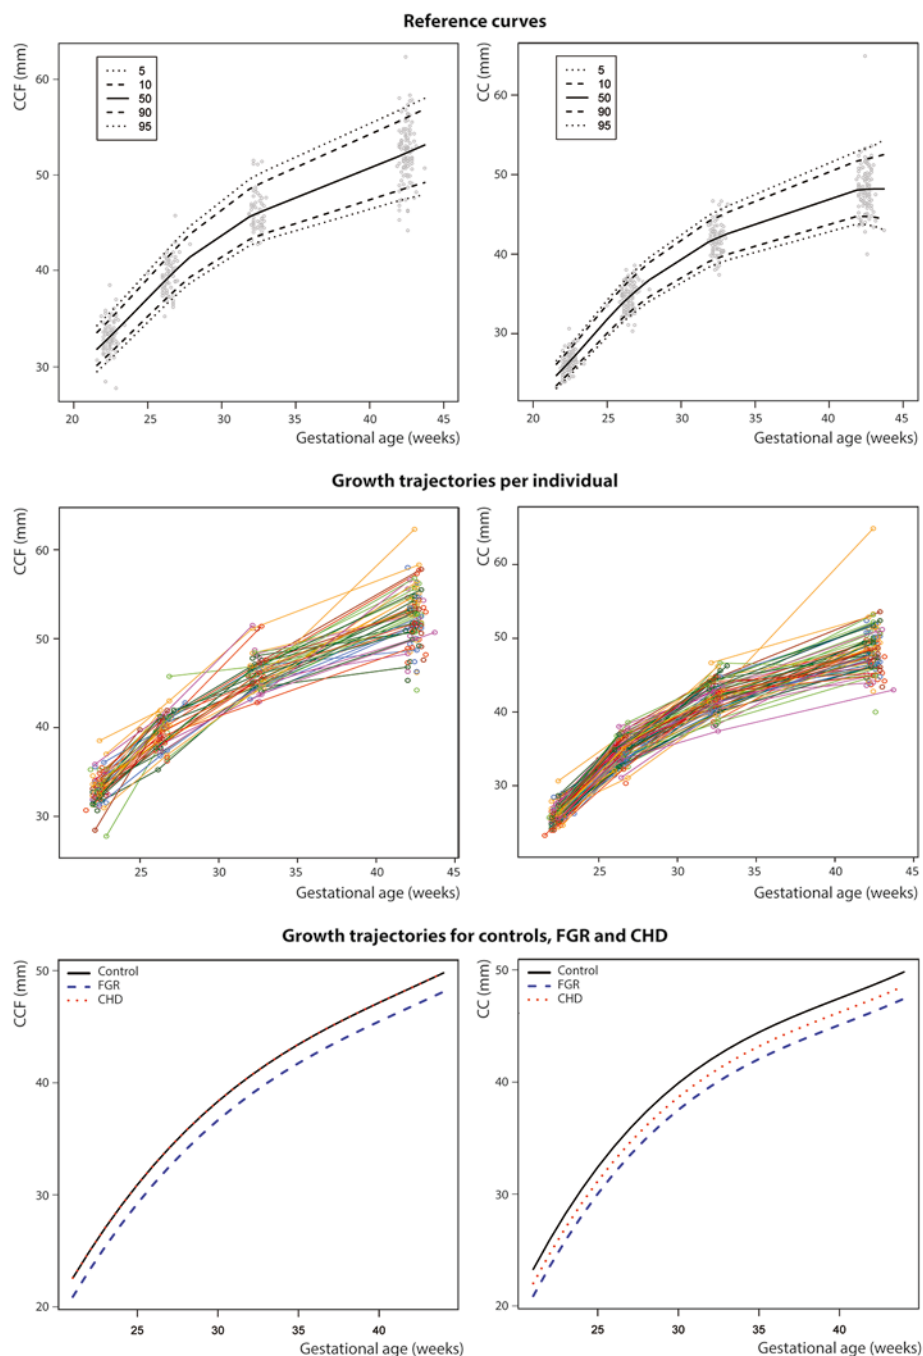 Reference curves
CCF (mm)
60
50
40
30
5
10
50
90
95
20 25 30 35 40 45
Gestational age (weeks)
CC (mm)
60
50
40
30
5
10
50
90
95
20 25 30 35 40 45
Gestational age (weeks)
Growth trajectories per individual
CCF (mm)
60
50
40
30
25 30 35 40 45
Gestational age (weeks)
CC (mm)
60
50
40
30
25 30 35 40 45
Gestational age (weeks)
Growth trajectories for controls, FGR and CHD
CCF (mm)
50
40
30
20
Control
FGR
CHD
25 30 35 40
Gestational age (weeks)
CC (mm)
50
40
30
20
Control
FGR
CHD
25 30 35 40
Gestational age (weeks)